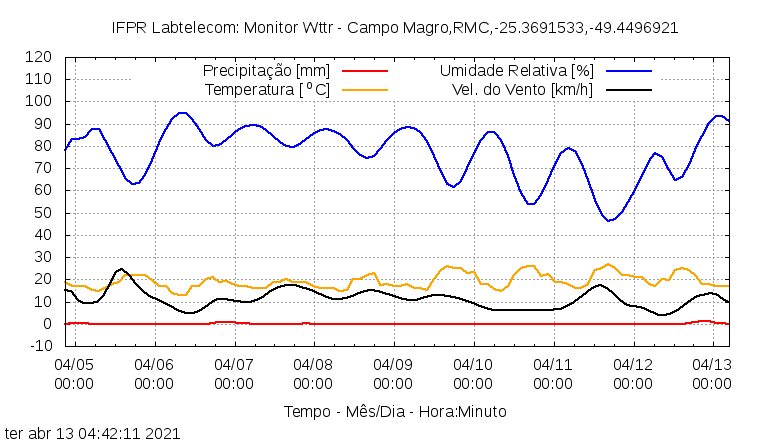 IFPR Labtelecom: Monitor Wttr - Campo Magro,RMC,-25.3691533,-49.4496921
120
110
100
90
80
70
60
50
40
30
20
10
0
-10
Precipitação [mm]
Temperatura [ ⁰C]
Umidade Relativa [%]
Vel. do Vento [km/h]
04/05 04/06 04/07 04/08 04/09 04/10 04/11 04/12 04/13
00:00 00:00 00:00 00:00 00:00 00:00 00:00 00:00 00:00
Tempo - Mês/Dia - Hora:Minuto
ter abr 13 04:42:11 2021